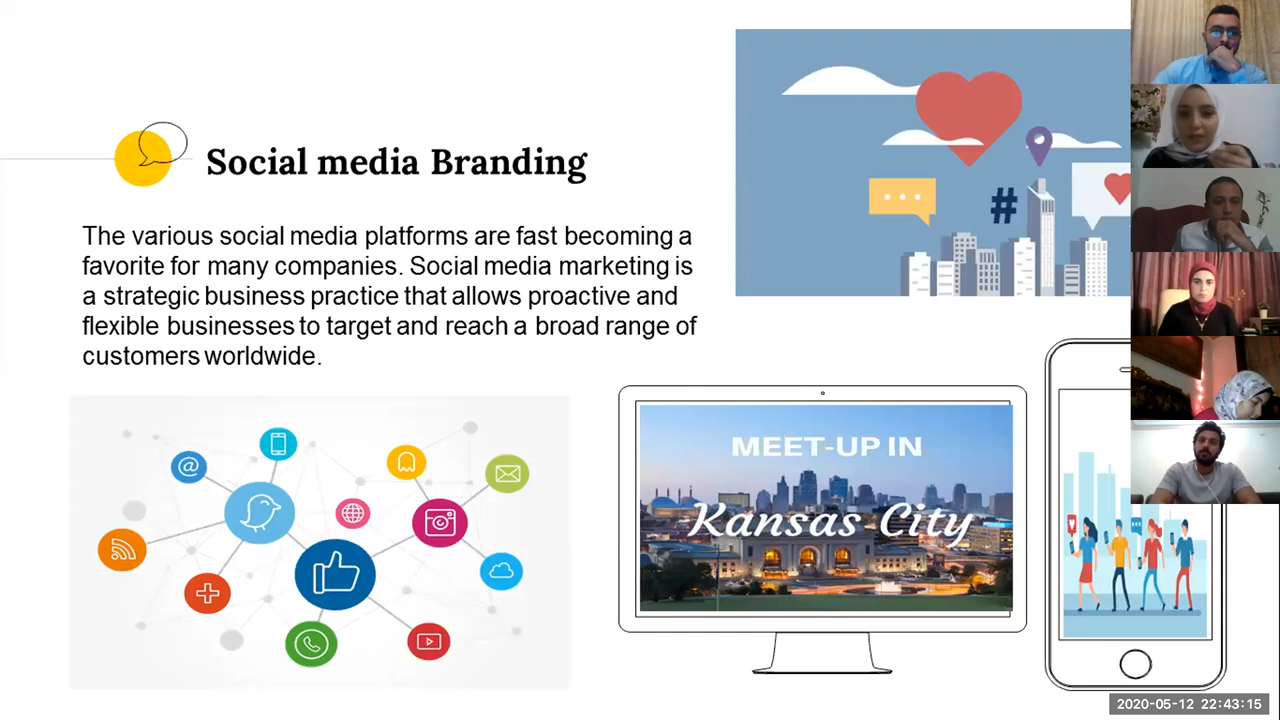 Social media Branding
The various social media platforms are fast becoming a
favorite for many companies. Social media marketing is
a strategic business practice that allows proactive and
flexible businesses to target and reach a broad range of
customers worldwide.
#
@
MEET-UP IN
Kansas City
2020-05-12 22:43:15